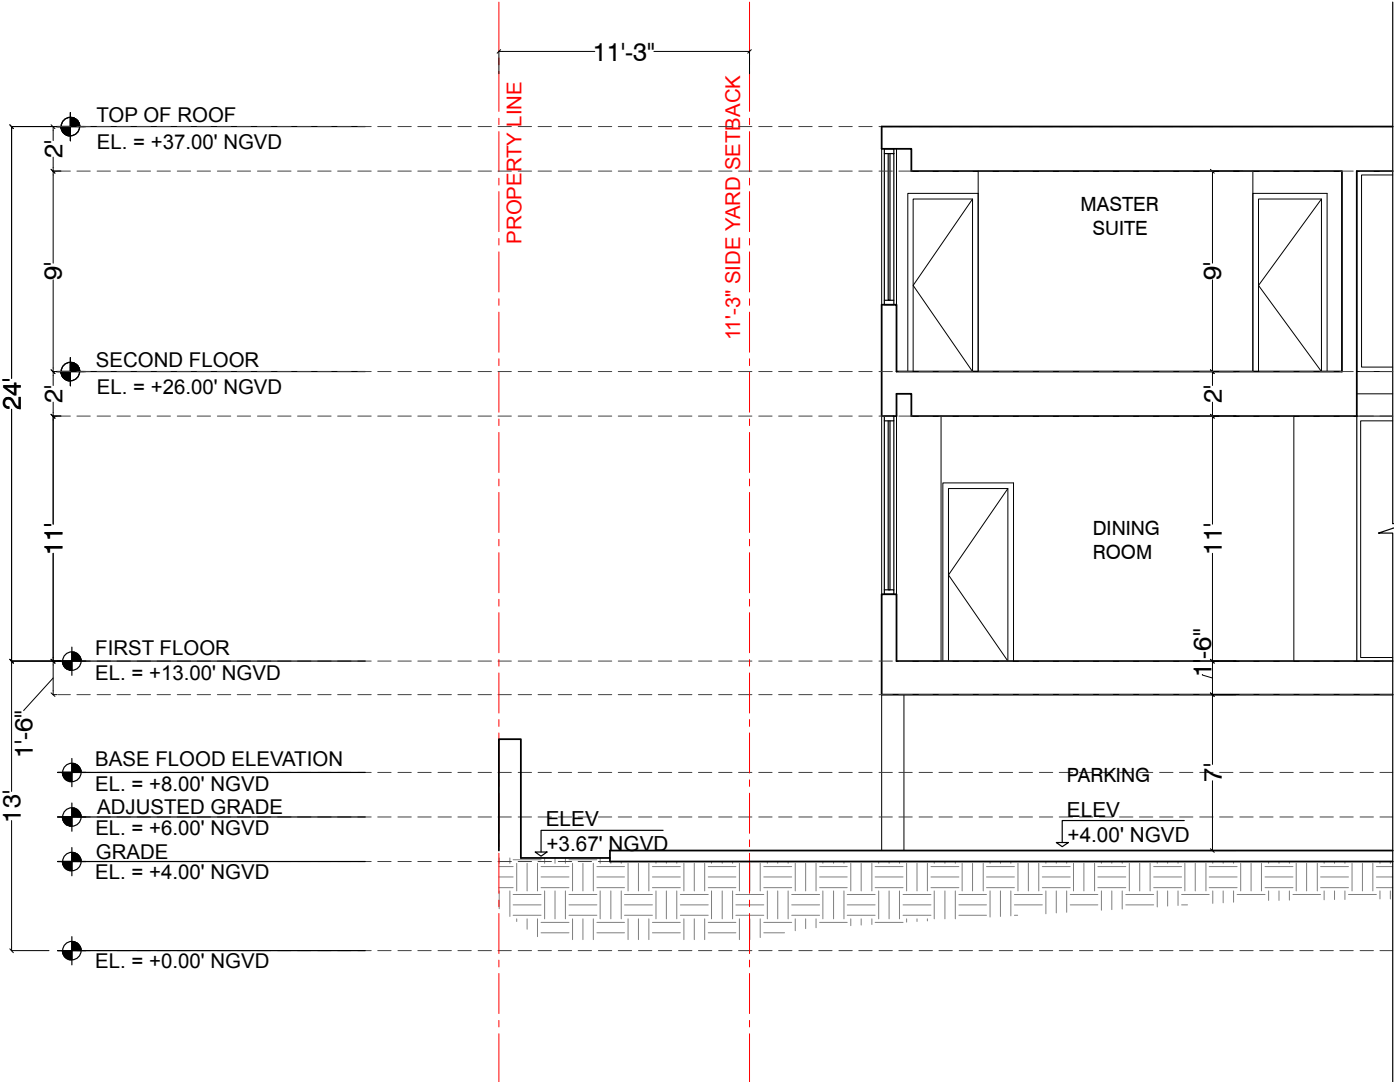 11'-3"
PROPERTY LINE
11'-3" SIDE YARD SETBACK
TOP OF ROOF
EL. = +37.00' NGVD
2'
9'
SECOND FLOOR
EL. = +26.00' NGVD
24'
2'
11'
FIRST FLOOR
EL. = +13.00' NGVD
1'-6"
13'
BASE FLOOD ELEVATION
EL. = +8.00' NGVD
ADJUSTED GRADE
EL. = +6.00' NGVD
GRADE
EL. = +4.00' NGVD
EL. = +0.00' NGVD
MASTER
SUITE
9'
2'
DINING
ROOM
11'
1'-6"
PARKING
7'
ELEV
+3.67' NGVD
ELEV
+4.00' NGVD